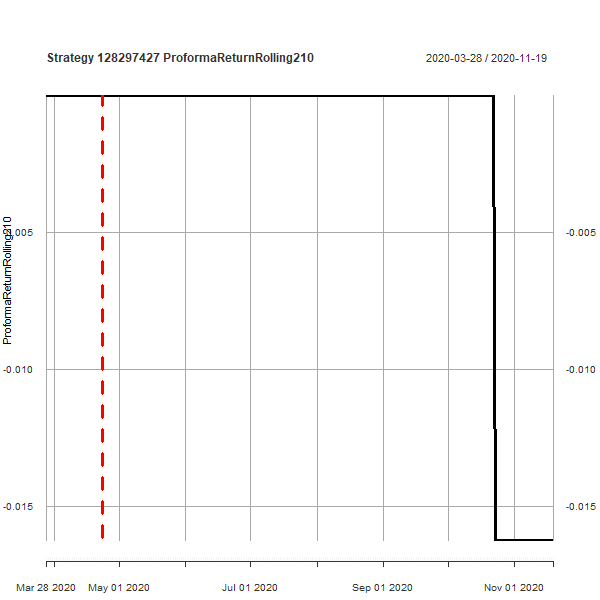 Strategy 128297427 ProformaReturnRolling210
2020-03-28 / 2020-11-19
ProformaReturnRolling210
-0.005
-0.005
-0.010
-0.010
-0.015
-0.015
Mar 28 2020
May 01 2020
Jul 01 2020
Sep 01 2020
Nov 01 2020